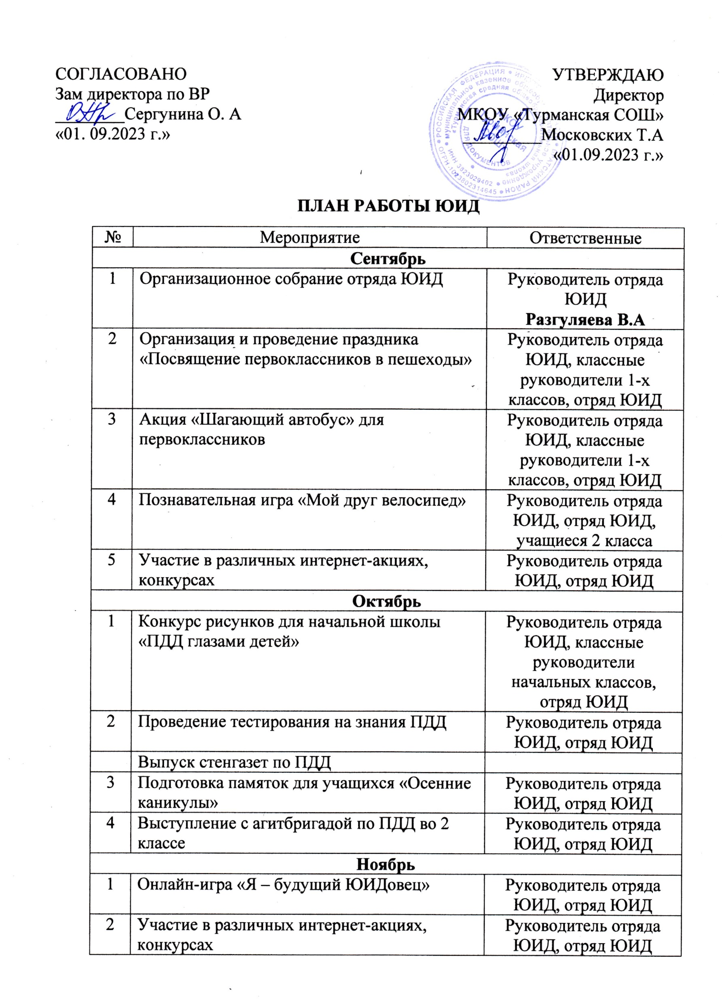 СОГЛАСОВАНО
Зам директора по ВР
Сергунина О. А
«01. 09.2023 г.»
УТВЕРЖДАЮ
Директор
МКОУ «Турманская СОШ»
Московских Т.А
«01.09.2023 г.»
РОССИЙСКАЯ ФЕДЕРАЦИЯ
БРАТСКИЙ РАЙОН
ОГРН 1023802314645
муниципальное казенное
учреждение
ИНН 3823029402
«Турманская средняя
школа»
ДЛЯ ДОКУМЕНТОВ
ПЛАН РАБОТЫ ЮИД
№ Мероприятие Ответственные
Сентябрь
1 Организационное собрание отряда ЮИД Руководитель отряда
ЮИД
Разгуляева В.А
2 Организация и проведение праздника Руководитель отряда
«Посвящение первоклассников в пешеходы» ЮИД, классные
руководители 1-х
классов, отряд ЮИД
3 Акция «Шагающий автобус» для Руководитель отряда
первоклассников ЮИД, классные
руководители 1-х
классов, отряд ЮИД
4 Познавательная игра «Мой друг велосипед» Руководитель отряда
ЮИД, отряд ЮИД,
учащиеся 2 класса
5 Участие в различных интернет-акциях, Руководитель отряда
конкурсах ЮИД, отряд ЮИД
Октябрь
1 Конкурс рисунков для начальной школы Руководитель отряда
«ПДД глазами детей» ЮИД, классные
руководители
начальных классов,
отряд ЮИД
2 Проведение тестирования на знания ПДД Руководитель отряда
ЮИД, отряд ЮИД
Выпуск стенгазет по ПДД
3 Подготовка памяток для учащихся «Осенние Руководитель отряда
каникулы» ЮИД, отряд ЮИД
4 Выступление с агитбригадой по ПДД во 2 Руководитель отряда
классе ЮИД, отряд ЮИД
Ноябрь
1 Онлайн-игра «Я – будущий ЮИДовец» Руководитель отряда
ЮИД, отряд ЮИД
2 Участие в различных интернет-акциях, Руководитель отряда
конкурсах ЮИД, отряд ЮИД